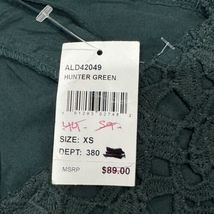 ALD42049
HUNTER GREEN
SIZE: XS
DEPT: 380
MSRP $89.00